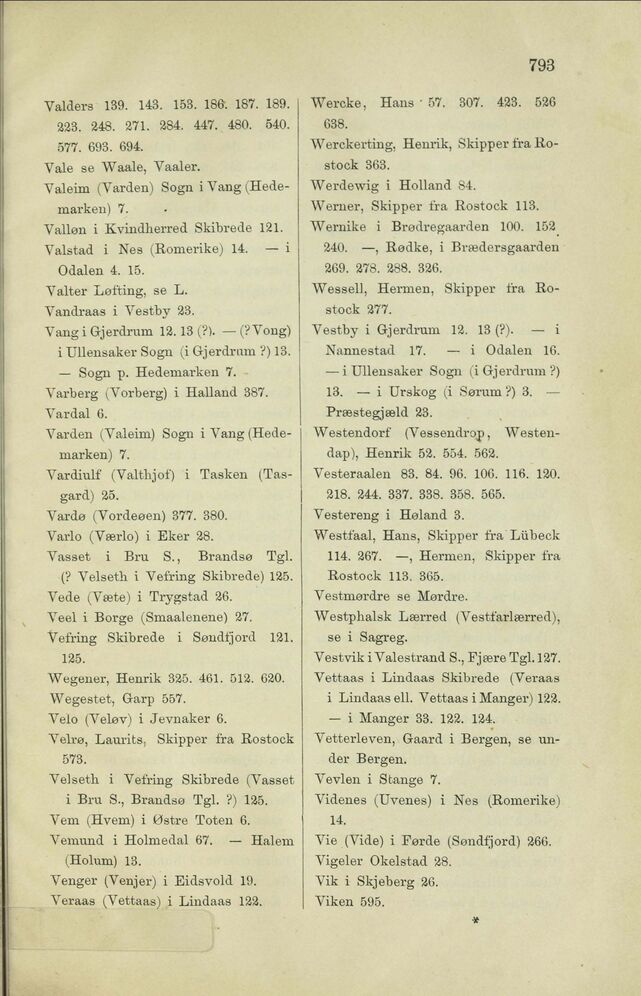 793
Valders 139. 143. 153. 186. 187. 189.
223. 248. 271. 284. 447. 480. 540.
577. 693. 694.
Vale se Waale, Vaaler.
Valeim (Varden) Sogn i Vang (Hede-
marken) 7.
Valløn i Kvindherred Skibrede 121.
Valstad i Nes (Romerike) 14. — i
Odalen 4. 15.
Valter Løfting, se L.
Vandraas i Vestby 23.
Vang i Gjerdrum 12. 13 (?). — (? Vong)
i Ullensaker Sogn (i Gjerdrum ?) 13.
— Sogn p. Hedemarken 7.
Varberg (Vorberg) i Halland 387.
Vardal 6.
Varden (Valeim) Sogn i Vang (Hede-
marken) 7.
Vardiulf (Valthjof) i Tasken (Tas-
gard) 25.
Vardø (Vordeøen) 377. 380.
Varlo (Værlo) i Eker 28.
Vasset i Bru S., Brandsø Tgl.
(? Velseth i Vefring Skibrede) 125.
Vede (Væte) i Trygstad 26.
Veel i Borge (Smaalenene) 27.
Vefring Skibrede i Søndfjord 121.
125.
Wegener, Henrik 325. 461. 512. 620.
Wegestet, Garp 557.
Velo (Veløv) i Jevnaker 6.
Velrø, Laurits, Skipper fra Rostock
573.
Velseth i Vefring Skibrede (Vasset
i Bru S., Brandsø Tgl. ?) 125.
Vem (Hvem) i Østre Toten 6.
Vemund i Holmedal 67. — Halem
(Holum) 13.
Venger (Venjer) i Eidsvold 19.
Veraas (Vettaas) i Lindaas 122.
Wercke, Hans 57. 307. 423. 526
638.
Werckerting, Henrik, Skipper fra Ro-
stock 363.
Werdewig i Holland 84.
Werner, Skipper fra Rostock 113.
Wernike i Brødregaarden 100. 152
240. —, Rødke, i Brædersgaarden
269. 278. 288. 326.
Wessell, Hermen, Skipper fra Ro-
stock 277.
Vestby i Gjerdrum 12. 13 (?). — i
Nannestad 17. — i Odalen 16.
— i Ullensaker Sogn (i Gjerdrum ?)
13. — i Urskog (i Sørum ?) 3. —
Præstegjæld 23.
Westendorf (Vessendrop, Westen-
dap), Henrik 52. 554. 562.
Vesteraalen 83. 84. 96. 106. 116. 120.
218. 244. 337. 338. 358. 565.
Vestereng i Høland 3.
Westfaal, Hans, Skipper fra Lübeck
114. 267. —, Hermen, Skipper fra
Rostock 113. 365.
Vestmørdre se Mørdre.
Westphalsk Lærred (Vestfarlærred),
se i Sagreg.
Vestvik i Valestrand S., Fjære Tgl. 127.
Vettaas i Lindaas Skibrede (Veraas
i Lindaas ell. Vettaas i Manger) 122.
— i Manger 33. 122. 124.
Vetterleven, Gaard i Bergen, se un-
der Bergen.
Vevlen i Stange 7.
Videnes (Uvenes) i Nes (Romerike)
14.
Vie (Vide) i Førde (Søndfjord) 266.
Vigeler Okelstad 28.
Vik i Skjeberg 26.
Viken 595.
*